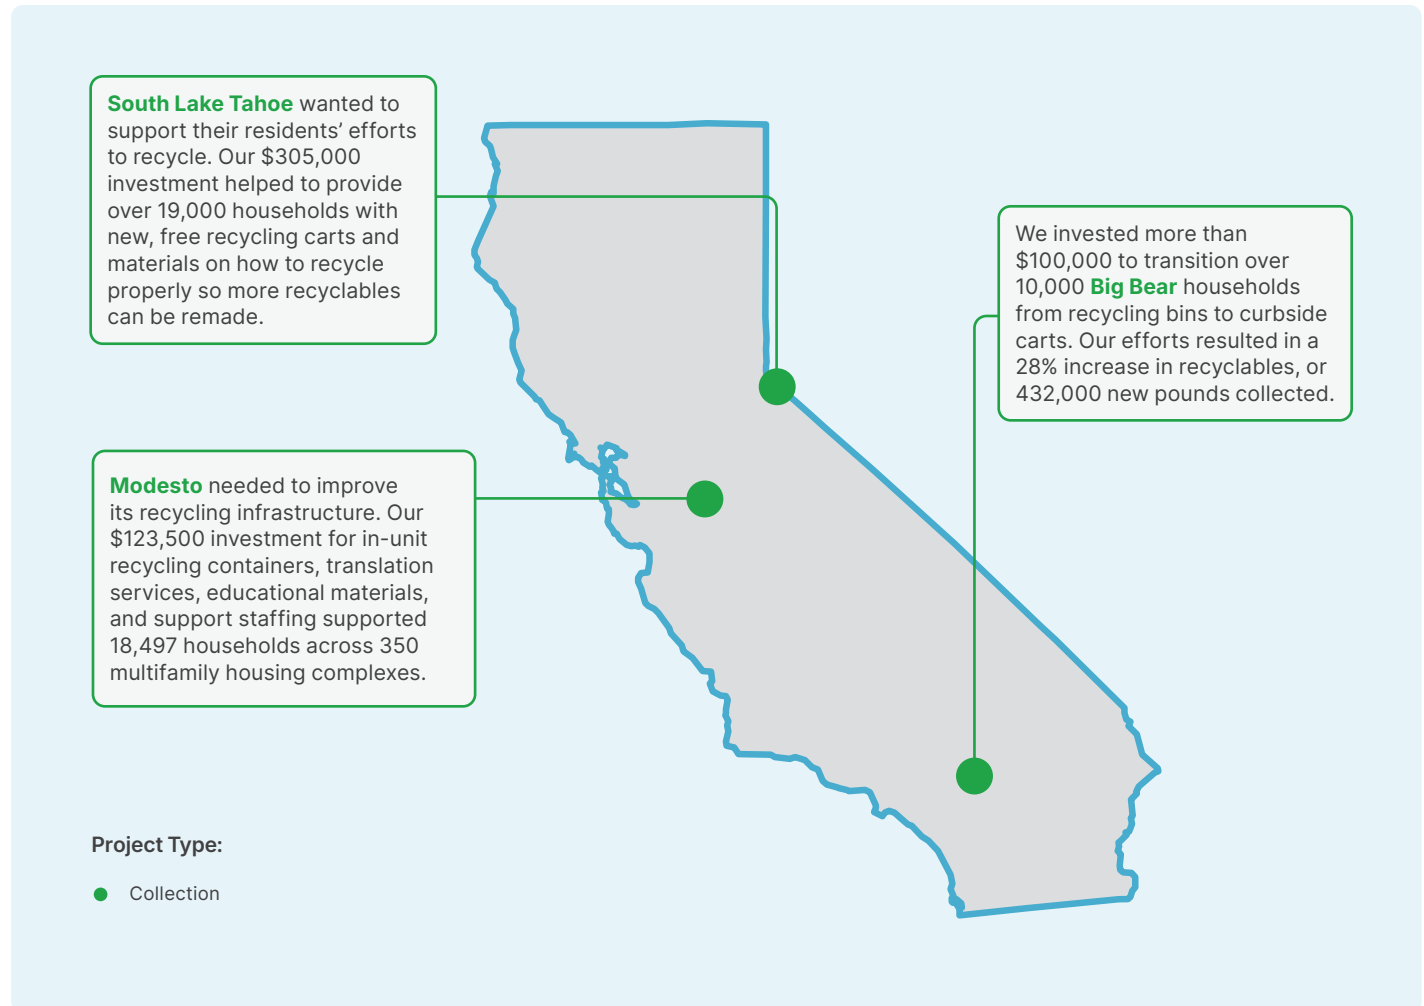 South Lake Tahoe wanted to
support their residents’ efforts
to recycle. Our $305,000
investment helped to provide
over 19,000 households with
new, free recycling carts and
materials on how to recycle
properly so more recyclables
can be remade.
We invested more than
$100,000 to transition over
10,000 Big Bear households
from recycling bins to curbside
carts. Our efforts resulted in a
28% increase in recyclables, or
432,000 new pounds collected.
Modesto needed to improve
its recycling infrastructure. Our
$123,500 investment for in-unit
recycling containers, translation
services, educational materials,
and support staffing supported
18,497 households across 350
multifamily housing complexes.
Project Type:
Collection